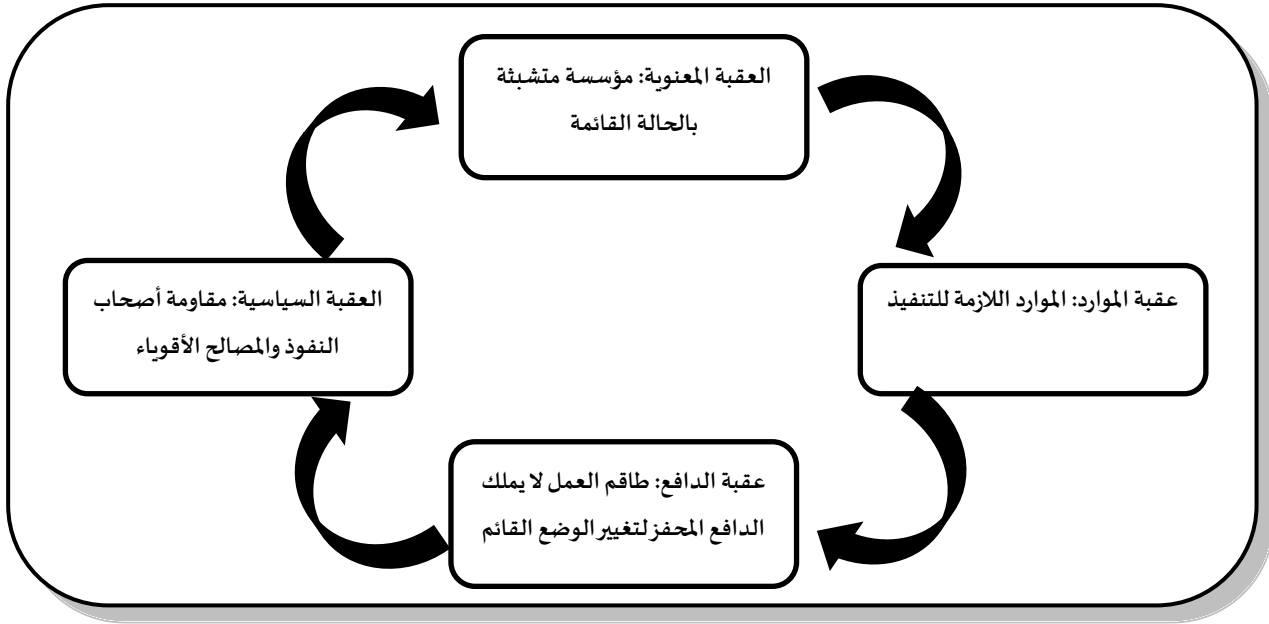 العقبة المعنوية: مؤسسة متشبثة
بالحالة القائمة
عقبة الموارد: الموارد اللازمة للتنفيذ
العقبة السياسية: مقاومة أصحاب
النفوذ والمصالح الأقوياء
عقبة الدافع: طاقم العمل لا يملك
الدافع المحفز لتغيير الوضع القائم